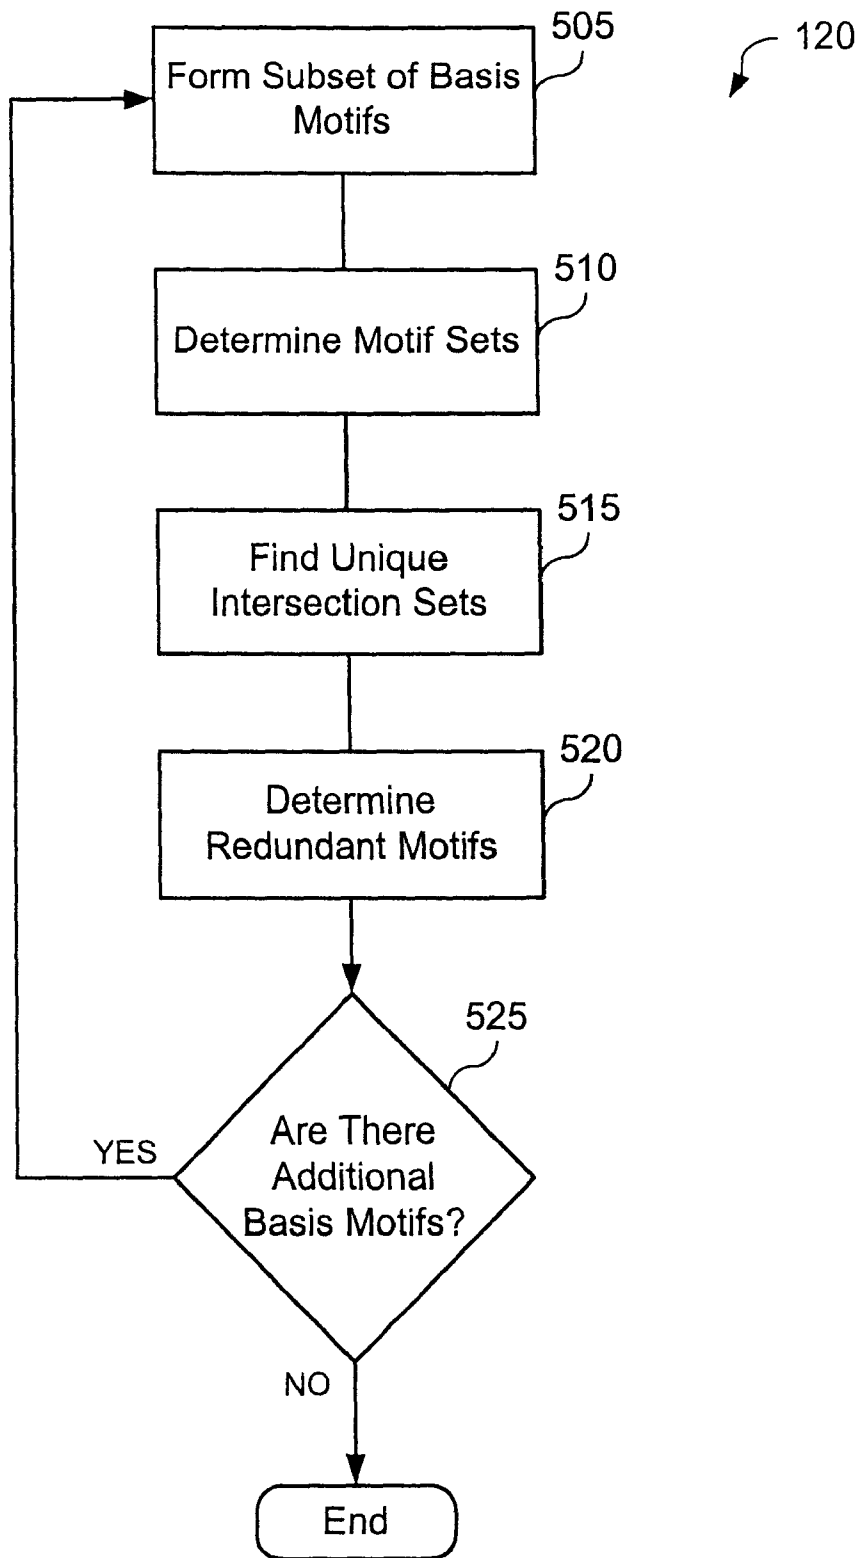 505
120
Form Subset of Basis
Motifs
510
Determine Motif Sets
515
Find Unique
Intersection Sets
520
Determine
Redundant Motifs
525
Are There
Additional
Basis Motifs?
YES
NO
End